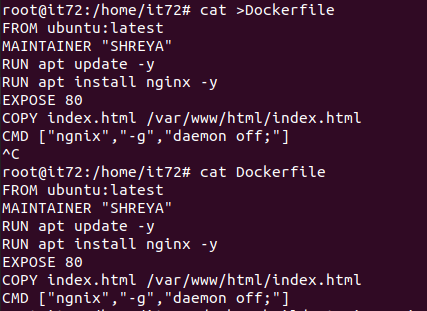 root@it72:/home/it72# cat >Dockerfile
FROM ubuntu:latest
MAINTAINER "SHREYA"
RUN apt update -y
RUN apt install nginx -y
EXPOSE 80
COPY index.html /var/www/html/index.html
CMD ["ngnix","-g","daemon off;"]
^C
root@it72:/home/it72# cat Dockerfile
FROM ubuntu:latest
MAINTAINER "SHREYA"
RUN apt update -y
RUN apt install nginx -y
EXPOSE 80
COPY index.html /var/www/html/index.html
CMD ["ngnix","-g","daemon off;"]